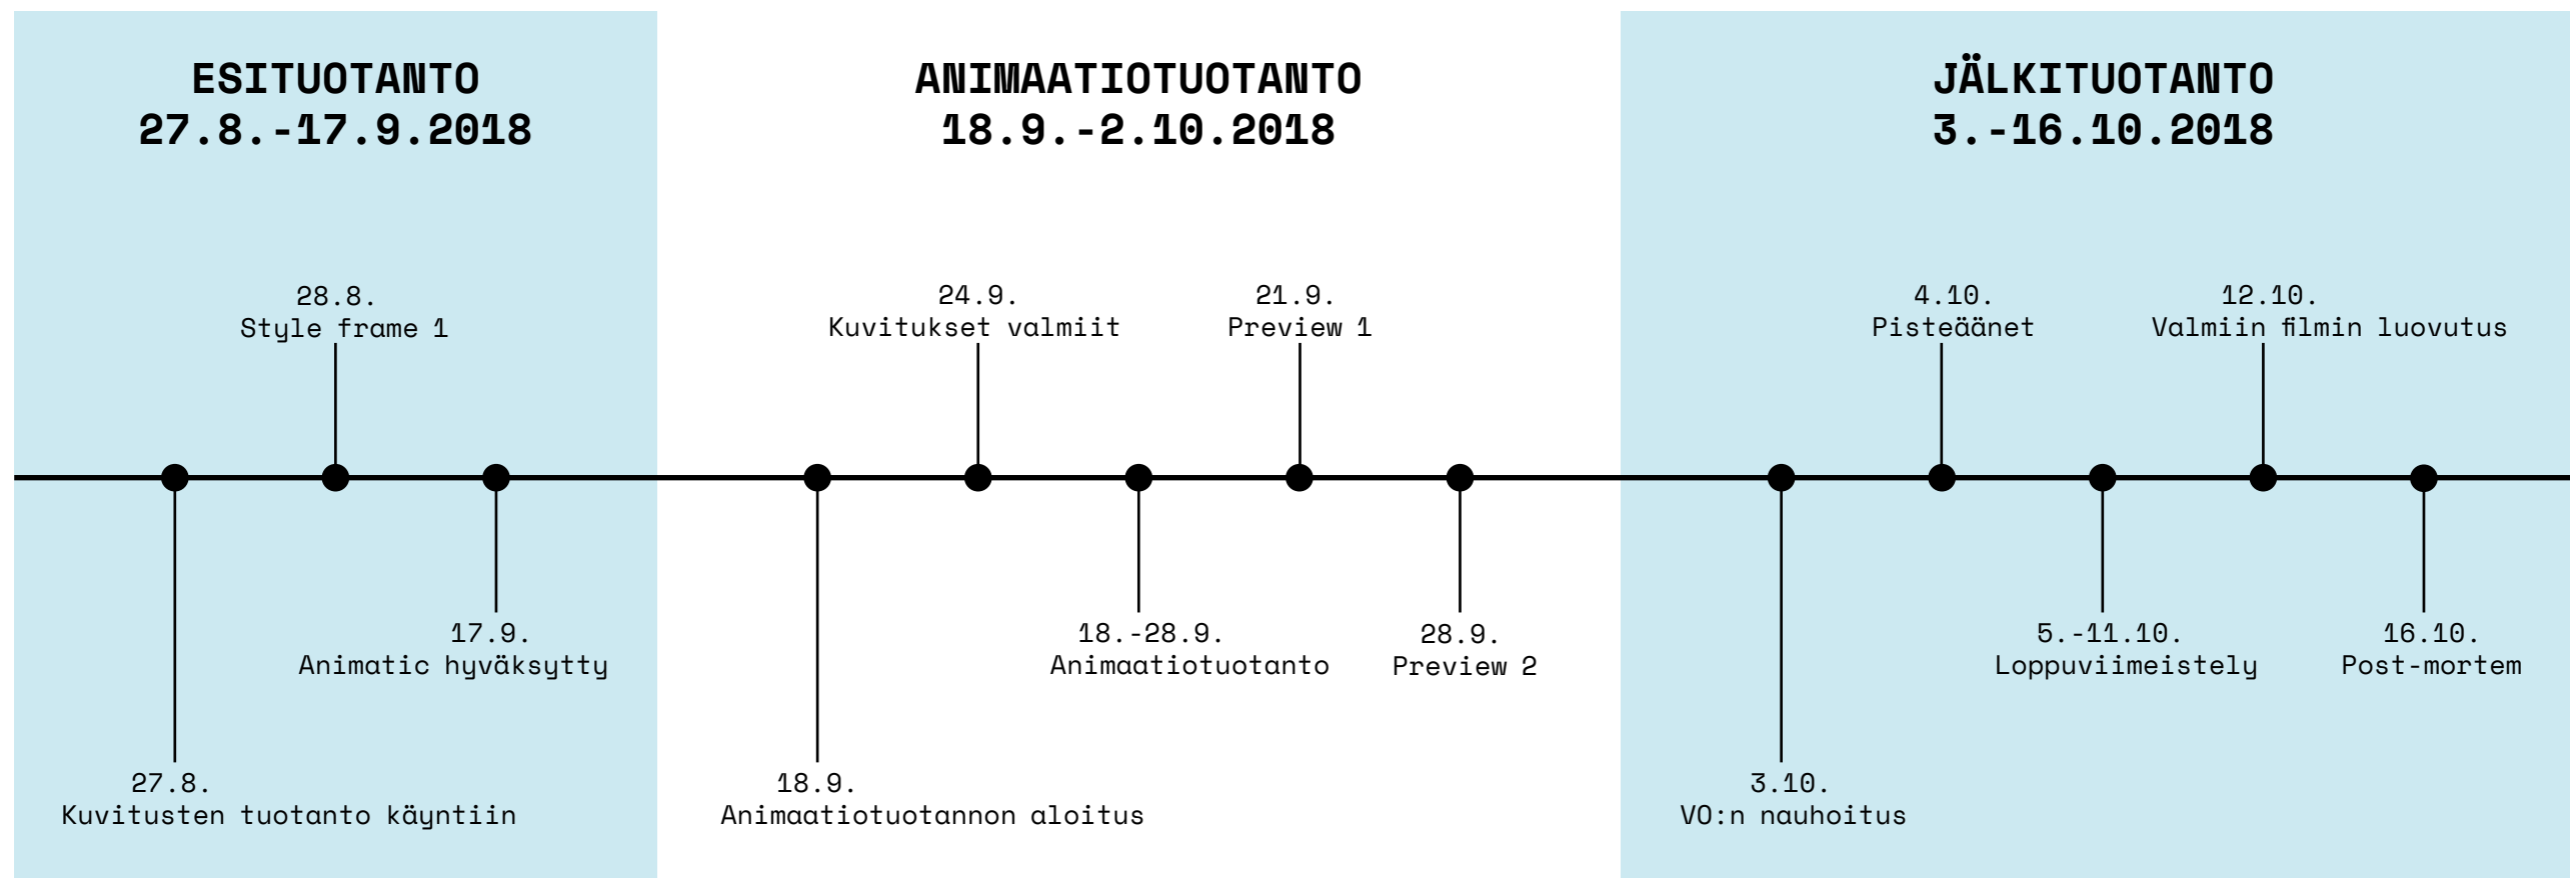 ESITUOTANTO
27.8.-17.9.2018
ANIMAATIOTUOTANTO
18.9.-2.10.2018
JÄLKITUOTANTO
3.-16.10.2018
28.8.
Style frame 1
24.9.
Kuvitukset valmiit
21.9.
Preview 1
4.10.
Pisteäänet
12.10.
Valmiin filmin luovutus
17.9.
Animatic hyväksytty
18.-28.9.
Animaatiotuotanto
28.9.
Preview 2
5.-11.10.
Loppuviimeistely
16.10.
Post-mortem
27.8.
Kuvitusten tuotanto käyntiin
18.9.
Animaatiotuotannon aloitus
3.10.
VO:n nauhoitus